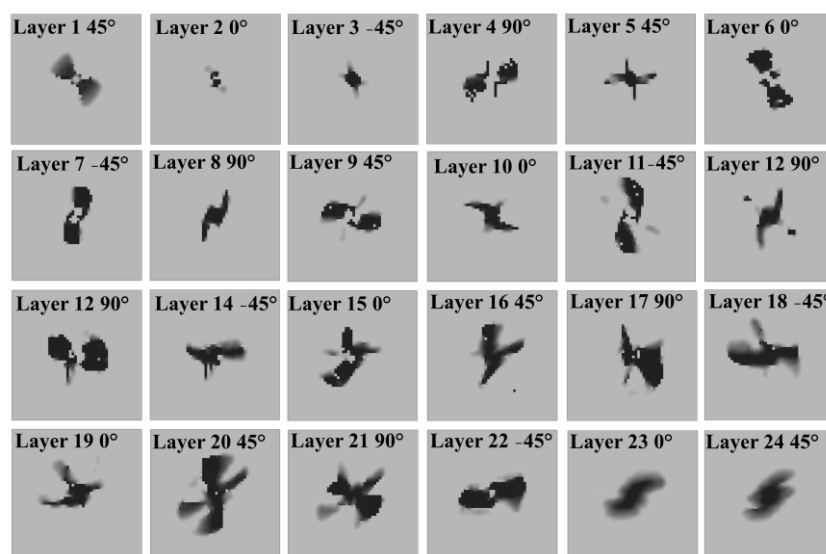 Layer 1 45°
Layer 2 0°
Layer 3 -45°
Layer 4 90°
Layer 5 45°
Layer 6 0°
Layer 7 -45°
Layer 8 90°
Layer 9 45°
Layer 10 0°
Layer 11-45°
Layer 12 90°
Layer 12 90°
Layer 14 -45°
Layer 15 0°
Layer 16 45°
Layer 17 90°
Layer 18 -45°
Layer 19 0°
Layer 20 45°
Layer 21 90°
Layer 22 -45°
Layer 23 0°
Layer 24 45°